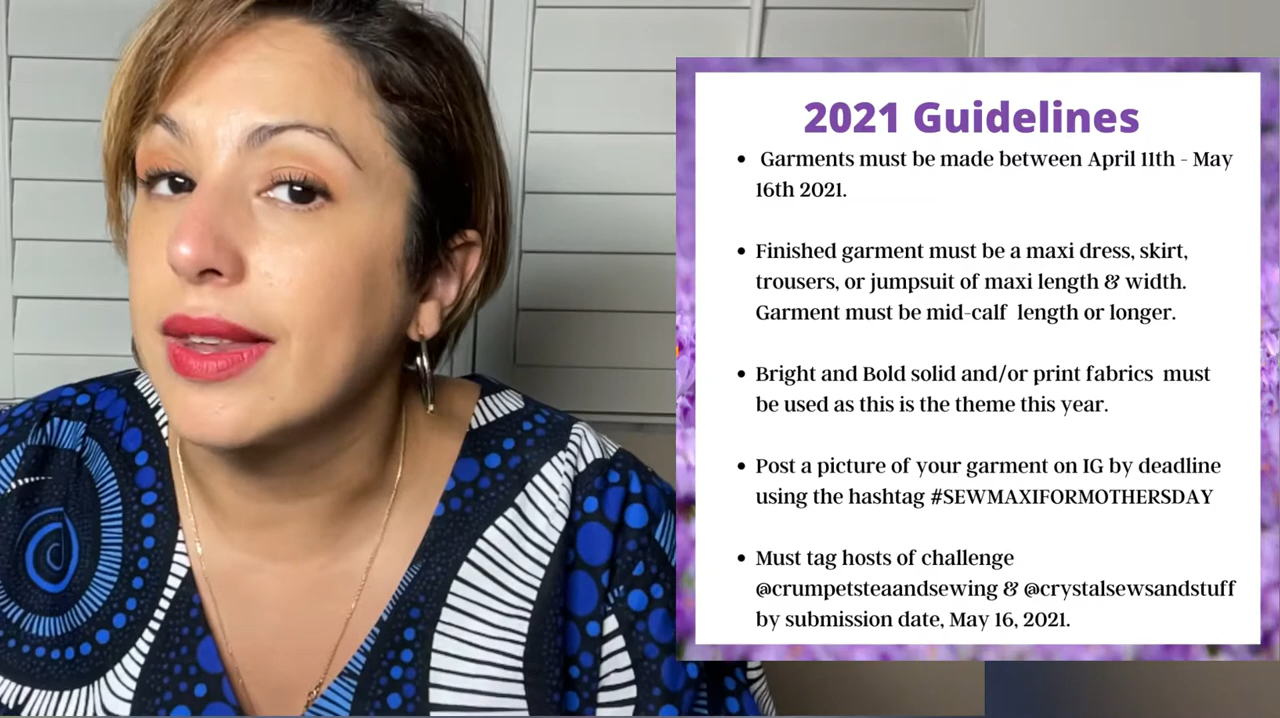 2021 Guidelines
• Garments must be made between April 11th - May
16th 2021.
• Finished garment must be a maxi dress, skirt,
trousers, or jumpsuit of maxi length & width.
Garment must be mid-calf length or longer.
• Bright and Bold solid and/or print fabrics must
be used as this is the theme this year.
• Post a picture of your garment on IG by deadline
using the hashtag #SEWMAXIFORMOTHERSDAY
• Must tag hosts of challenge
@crumpetsteaandsewing & @crystalsewsandstuff
by submission date, May 16, 2021.